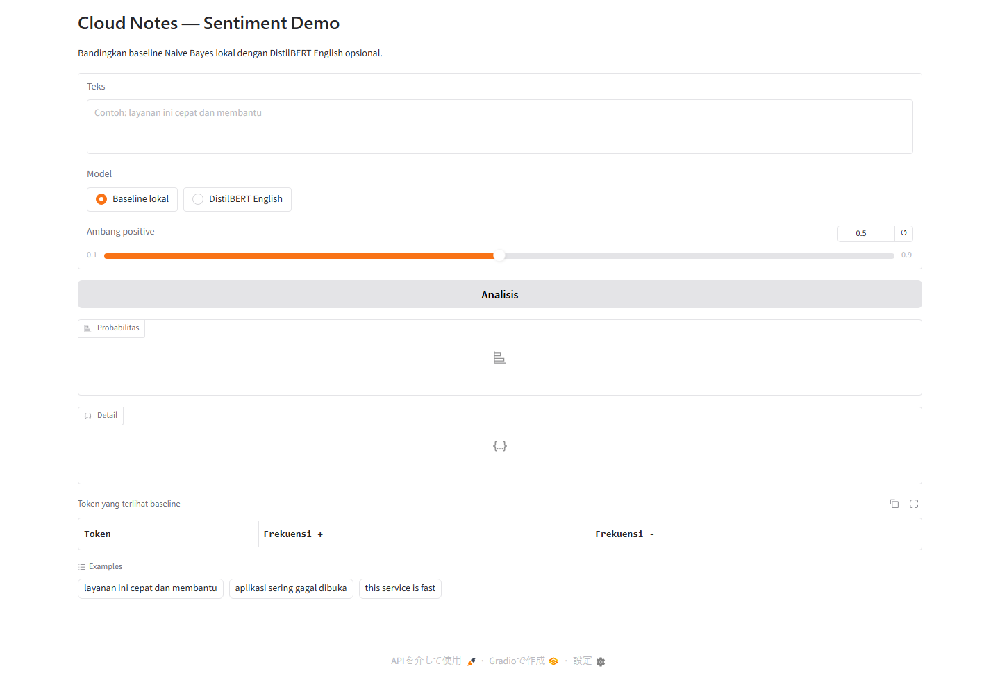 Cloud Notes — Sentiment Demo
Bandingkan baseline Naive Bayes lokal dengan DistilBERT English opsional.
Teks
Contoh: layanan ini cepat dan membantu
Model
Baseline lokal
DistilBERT English
Ambang positive
0.5
0.1
0.9
Analisis
Probabilitas
Detail
{...}
Token yang terlihat baseline
Token
Frekuensi +
Frekuensi -
Examples
layanan ini cepat dan membantu
aplikasi sering gagal dibuka
this service is fast
APIを介して使用 · Gradioで作成 · 設定